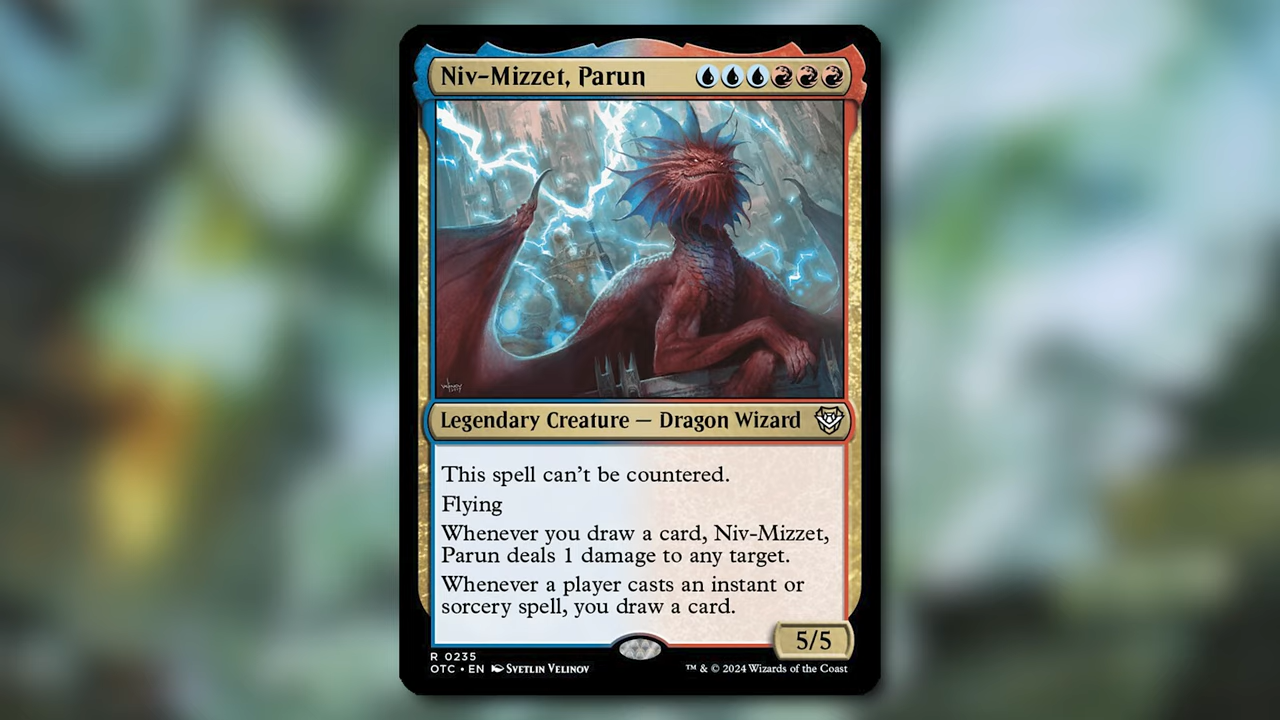 Niv-Mizzet, Parun
Legendary Creature — Dragon Wizard
This spell can't be countered.
Flying
Whenever you draw a card, Niv-Mizzet,
Parun deals 1 damage to any target.
Whenever a player casts an instant or
sorcery spell, you draw a card.
5/5
R 0235
OTC • EN Svetlin Velinov
™ & © 2024 Wizards of the Coast